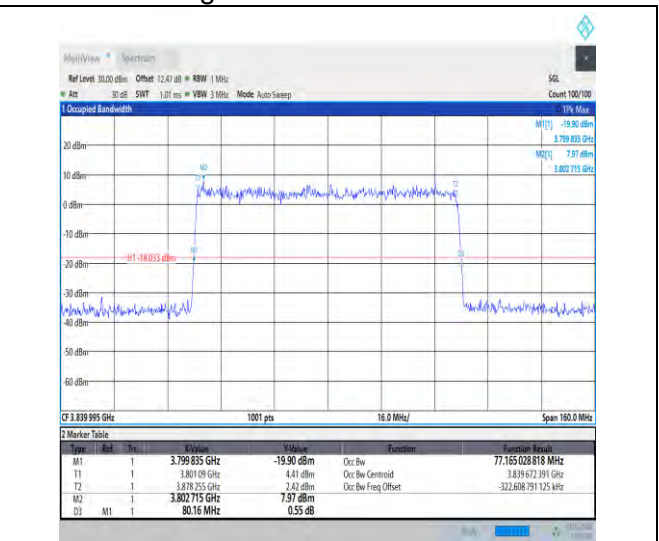 MultiView Spectrum
Ref Level 30.00 dBm Offset 12.47 dB RBW 1 MHz SGL
Att 30 dB SWT 1.01 ms VBW 3 MHz Mode Auto Sweep Count 100/100
1 Occupied Bandwidth 1Pk Max
M1[1] -19.90 dBm
3.799 835 GHz
20 dBm
M2[1] 7.97 dBm
3.802 715 GHz
M2
10 dBm
T2
0 dBm
-10 dBm
M1
H1 -18.033 dBm
-20 dBm
-30 dBm
-40 dBm
-50 dBm
-60 dBm
CF 3.839 995 GHz 1001 pts 16.0 MHz/ Span 160.0 MHz
2 Marker Table
Type Ref Trc X-Value Y-Value Function Function Result
M1 1 3.799 835 GHz -19.90 dBm Occ Bw 77.165 028 818 MHz
T1 1 3.801 09 GHz 4.41 dBm Occ Bw Centroid 3.839 672 391 GHz
T2 1 3.878 255 GHz 2.42 dBm Occ Bw Freq Offset -322.608 791 125 kHz
M2 1 3.802 715 GHz 7.97 dBm
D3 M1 1 80.16 MHz 0.55 dB